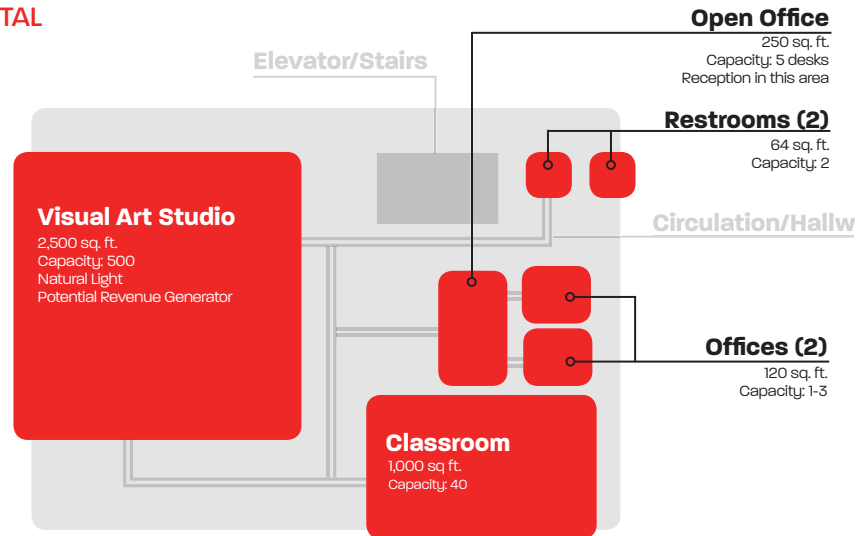 TAL
Open Office
250 sq. ft.
Capacity: 5 desks
Reception in this area
Elevator/Stairs
Restrooms (2)
64 sq. ft.
Capacity: 2
Visual Art Studio
2,500 sq. ft.
Capacity: 500
Natural Light
Potential Revenue Generator
Circulation/Hallw
Offices (2)
120 sq. ft.
Capacity: 1-3
Classroom
1,000 sq ft.
Capacity: 40